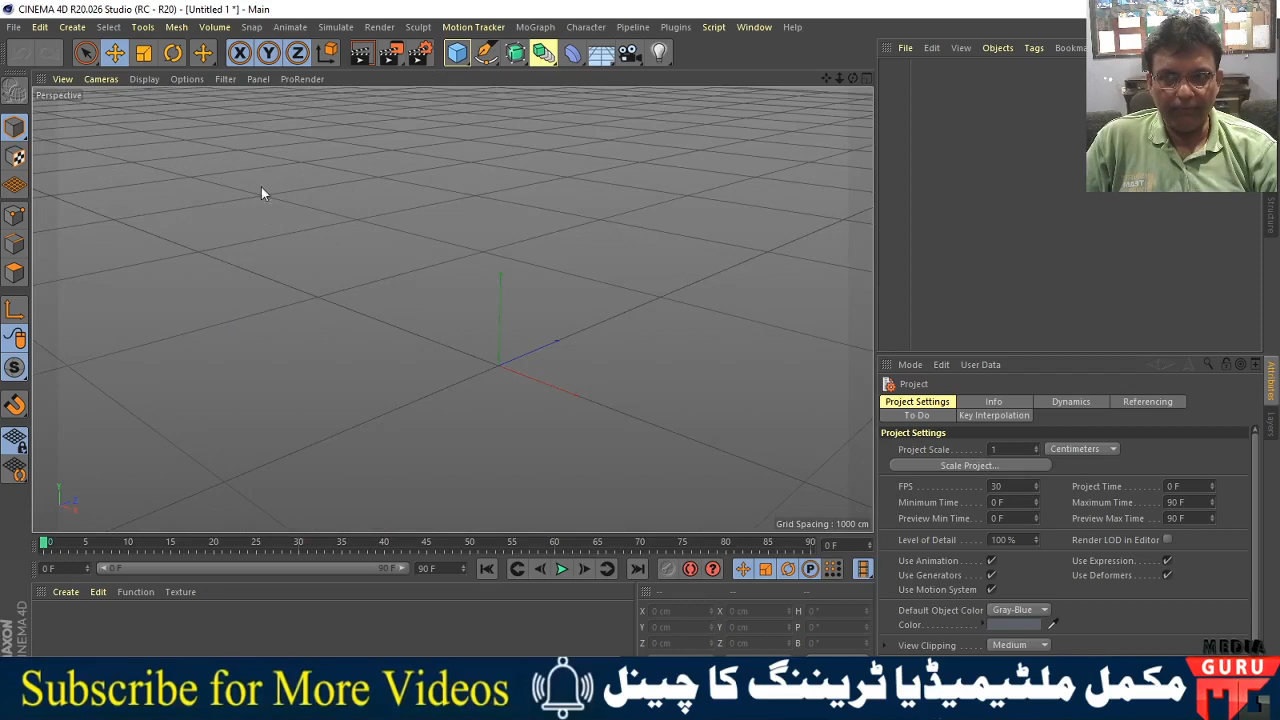 CINEMA 4D R20.026 Studio (RC - R20) - [Untitled 1 *] - Main
File Edit Create Select Tools Mesh Volume Snap Animate Simulate Render Sculpt Motion Tracker MoGraph Character Pipeline Plugins Script Window Help
X Y Z
File Edit View Objects Tags
View Cameras Display Options Filter Panel ProRender
Perspective
Structure
Mode Edit User Data
Project
Attributes
Layers
Project Settings Info Dynamics Referencing
To Do Key Interpolation
Project Settings
Project Scale 1 Centimeters
Scale Project...
FPS 30 Project Time 0 F
Minimum Time 0 F Maximum Time 90 F
Preview Min Time 0 F Preview Max Time 90 F
Level of Detail 100 % Render LOD in Editor
Use Animation Use Expression
Use Generators Use Deformers
Use Motion System
Default Object Color Gray-Blue
Color
View Clipping Medium
Y Z X
Grid Spacing : 1000 cm
0 5 10 15 20 25 30 35 40 45 50 55 60 65 70 75 80 85 90 0 F
0 F 0 F 90 F 90 F
Create Edit Function Texture
-- -- --
X 0 cm X 0 cm H 0 °
Y 0 cm Y 0 cm P 0 °
Z 0 cm Z 0 cm B 0 °
MAXON CINEMA 4D
Subscribe for More Videos
مکمل ملٹیمیڈیا ٹریننگ کا چینل
MEDIA
GURU
MG